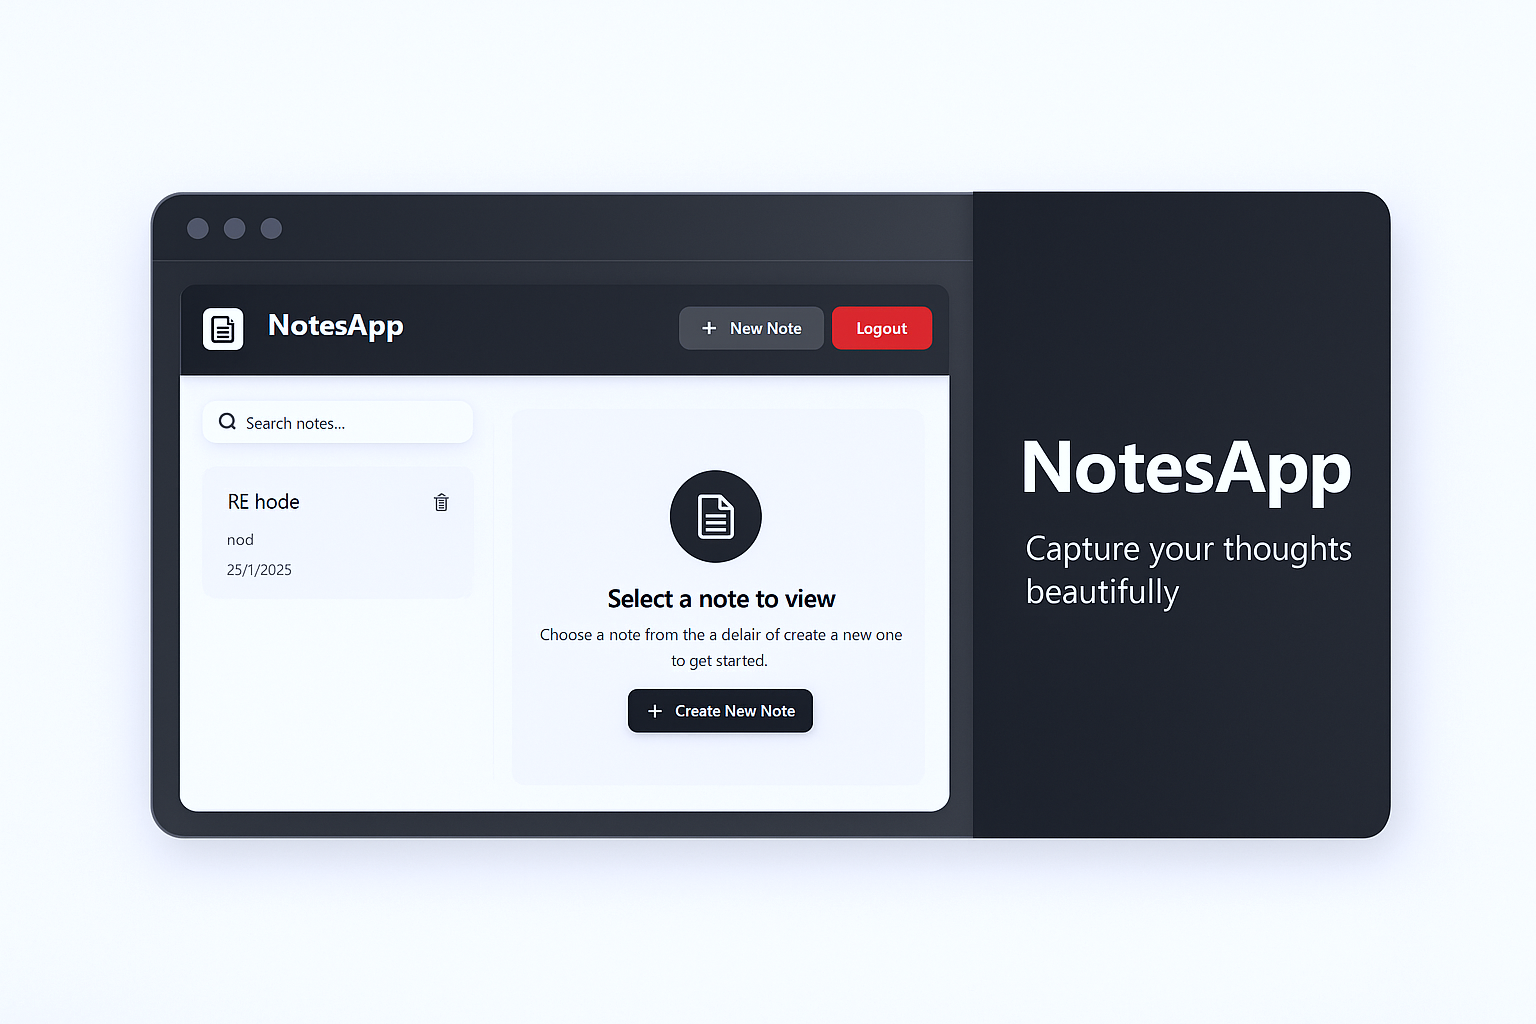 NotesApp
+ New Note
Logout
Search notes...
RE hode
nod
25/1/2025
Select a note to view
Choose a note from the a delair of create a new one
to get started.
+ Create New Note
NotesApp
Capture your thoughts
beautifully